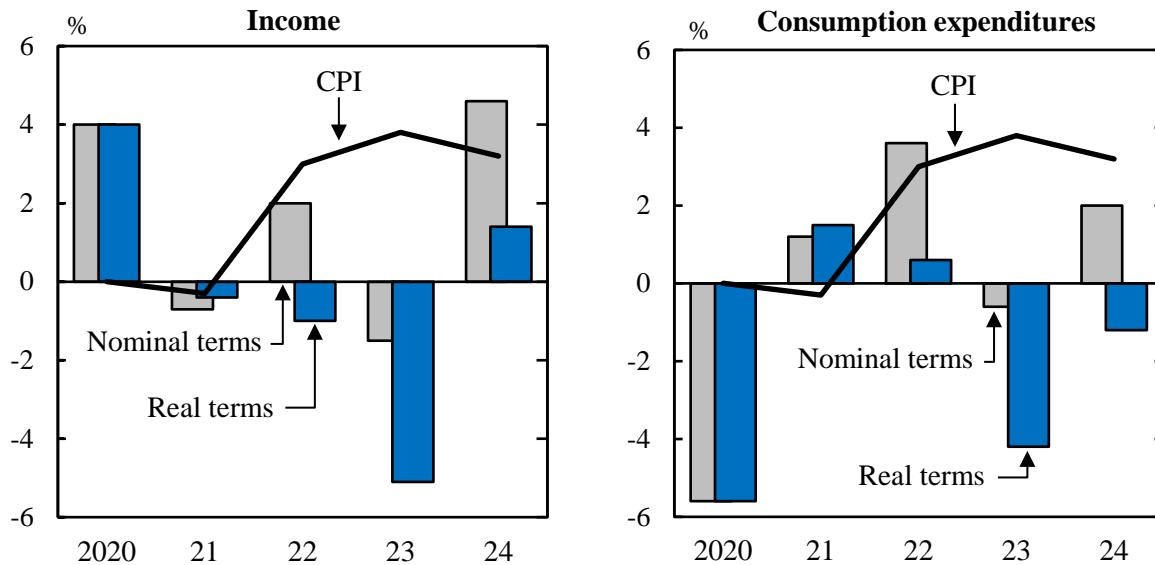 Income
%
6
4
2
0
-2
-4
-6
CPI
Nominal terms
Real terms
2020 21 22 23 24
Consumption expenditures
%
6
4
2
0
-2
-4
-6
CPI
Nominal terms
Real terms
2020 21 22 23 24